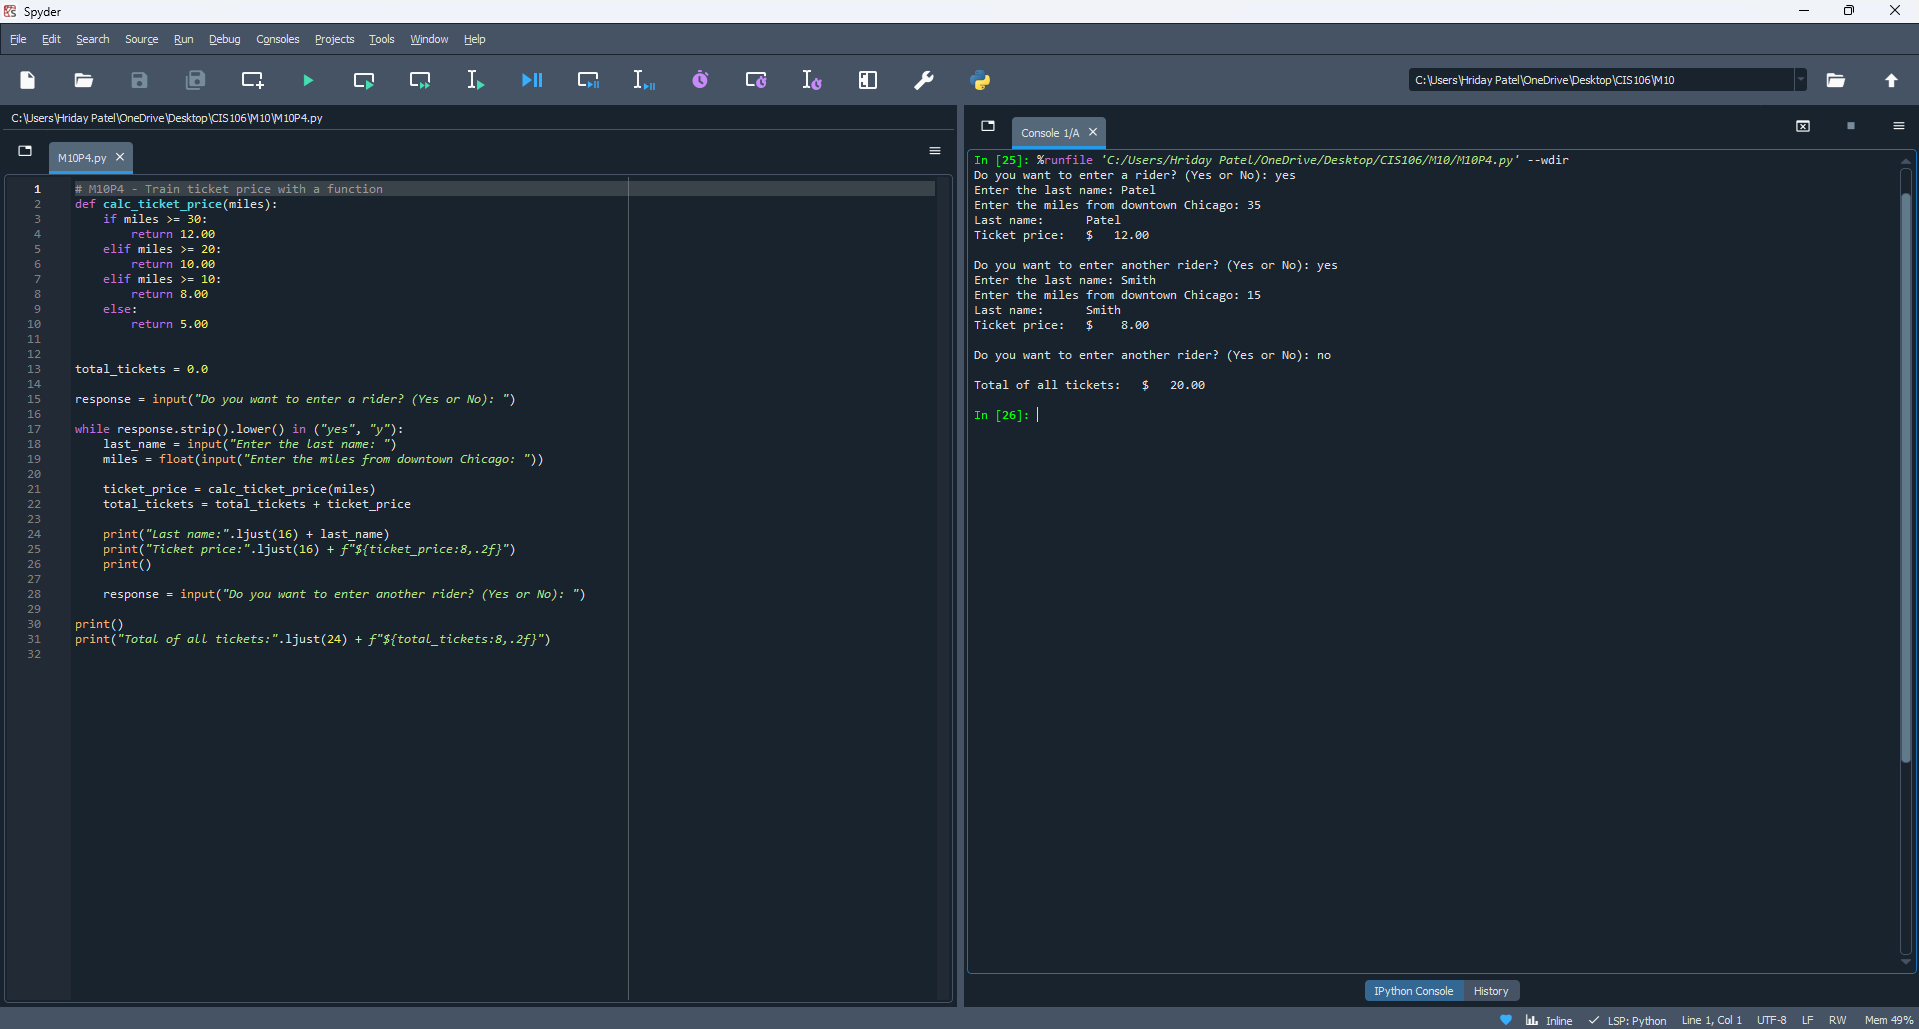 Spyder
File Edit Search Source Run Debug Consoles Projects Tools Window Help
C:\Users\Hriday Patel\OneDrive\Desktop\CIS106\M10
C:\Users\Hriday Patel\OneDrive\Desktop\CIS106\M10\M10P4.py
M10P4.py
1 # M10P4 - Train ticket price with a function
2 def calc_ticket_price(miles):
3     if miles >= 30:
4         return 12.00
5     elif miles >= 20:
6         return 10.00
7     elif miles >= 10:
8         return 8.00
9     else:
10         return 5.00
11
12
13 total_tickets = 0.0
14
15 response = input("Do you want to enter a rider? (Yes or No): ")
16
17 while response.strip().lower() in ("yes", "y"):
18     last_name = input("Enter the last name: ")
19     miles = float(input("Enter the miles from downtown Chicago: "))
20
21     ticket_price = calc_ticket_price(miles)
22     total_tickets = total_tickets + ticket_price
23
24     print("Last name:".ljust(16) + last_name)
25     print("Ticket price:".ljust(16) + f"${ticket_price:8,.2f}")
26     print()
27
28     response = input("Do you want to enter another rider? (Yes or No): ")
29
30 print()
31 print("Total of all tickets:".ljust(24) + f"${total_tickets:8,.2f}")
32
Console 1/A
In [25]: %runfile 'C:/Users/Hriday Patel/OneDrive/Desktop/CIS106/M10/M10P4.py' --wdir
Do you want to enter a rider? (Yes or No): yes
Enter the last name: Patel
Enter the miles from downtown Chicago: 35
Last name:      Patel
Ticket price:   $   12.00
Do you want to enter another rider? (Yes or No): yes
Enter the last name: Smith
Enter the miles from downtown Chicago: 15
Last name:      Smith
Ticket price:   $    8.00
Do you want to enter another rider? (Yes or No): no
Total of all tickets:   $   20.00
In [26]:
IPython Console History
Inline LSP: Python Line 1, Col 1 UTF-8 LF RW Mem 49%